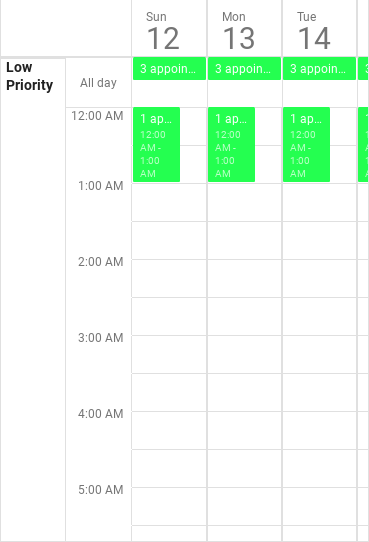 Sun Mon Tue
12 13 14
Low
Priority
All day
3 appoin... 3 appoin... 3 appoin...
12:00 AM
1 ap... 1 ap... 1 ap...
12:00 12:00 12:00
AM - AM - AM -
1:00 1:00 1:00
AM AM AM
1:00 AM
2:00 AM
3:00 AM
4:00 AM
5:00 AM